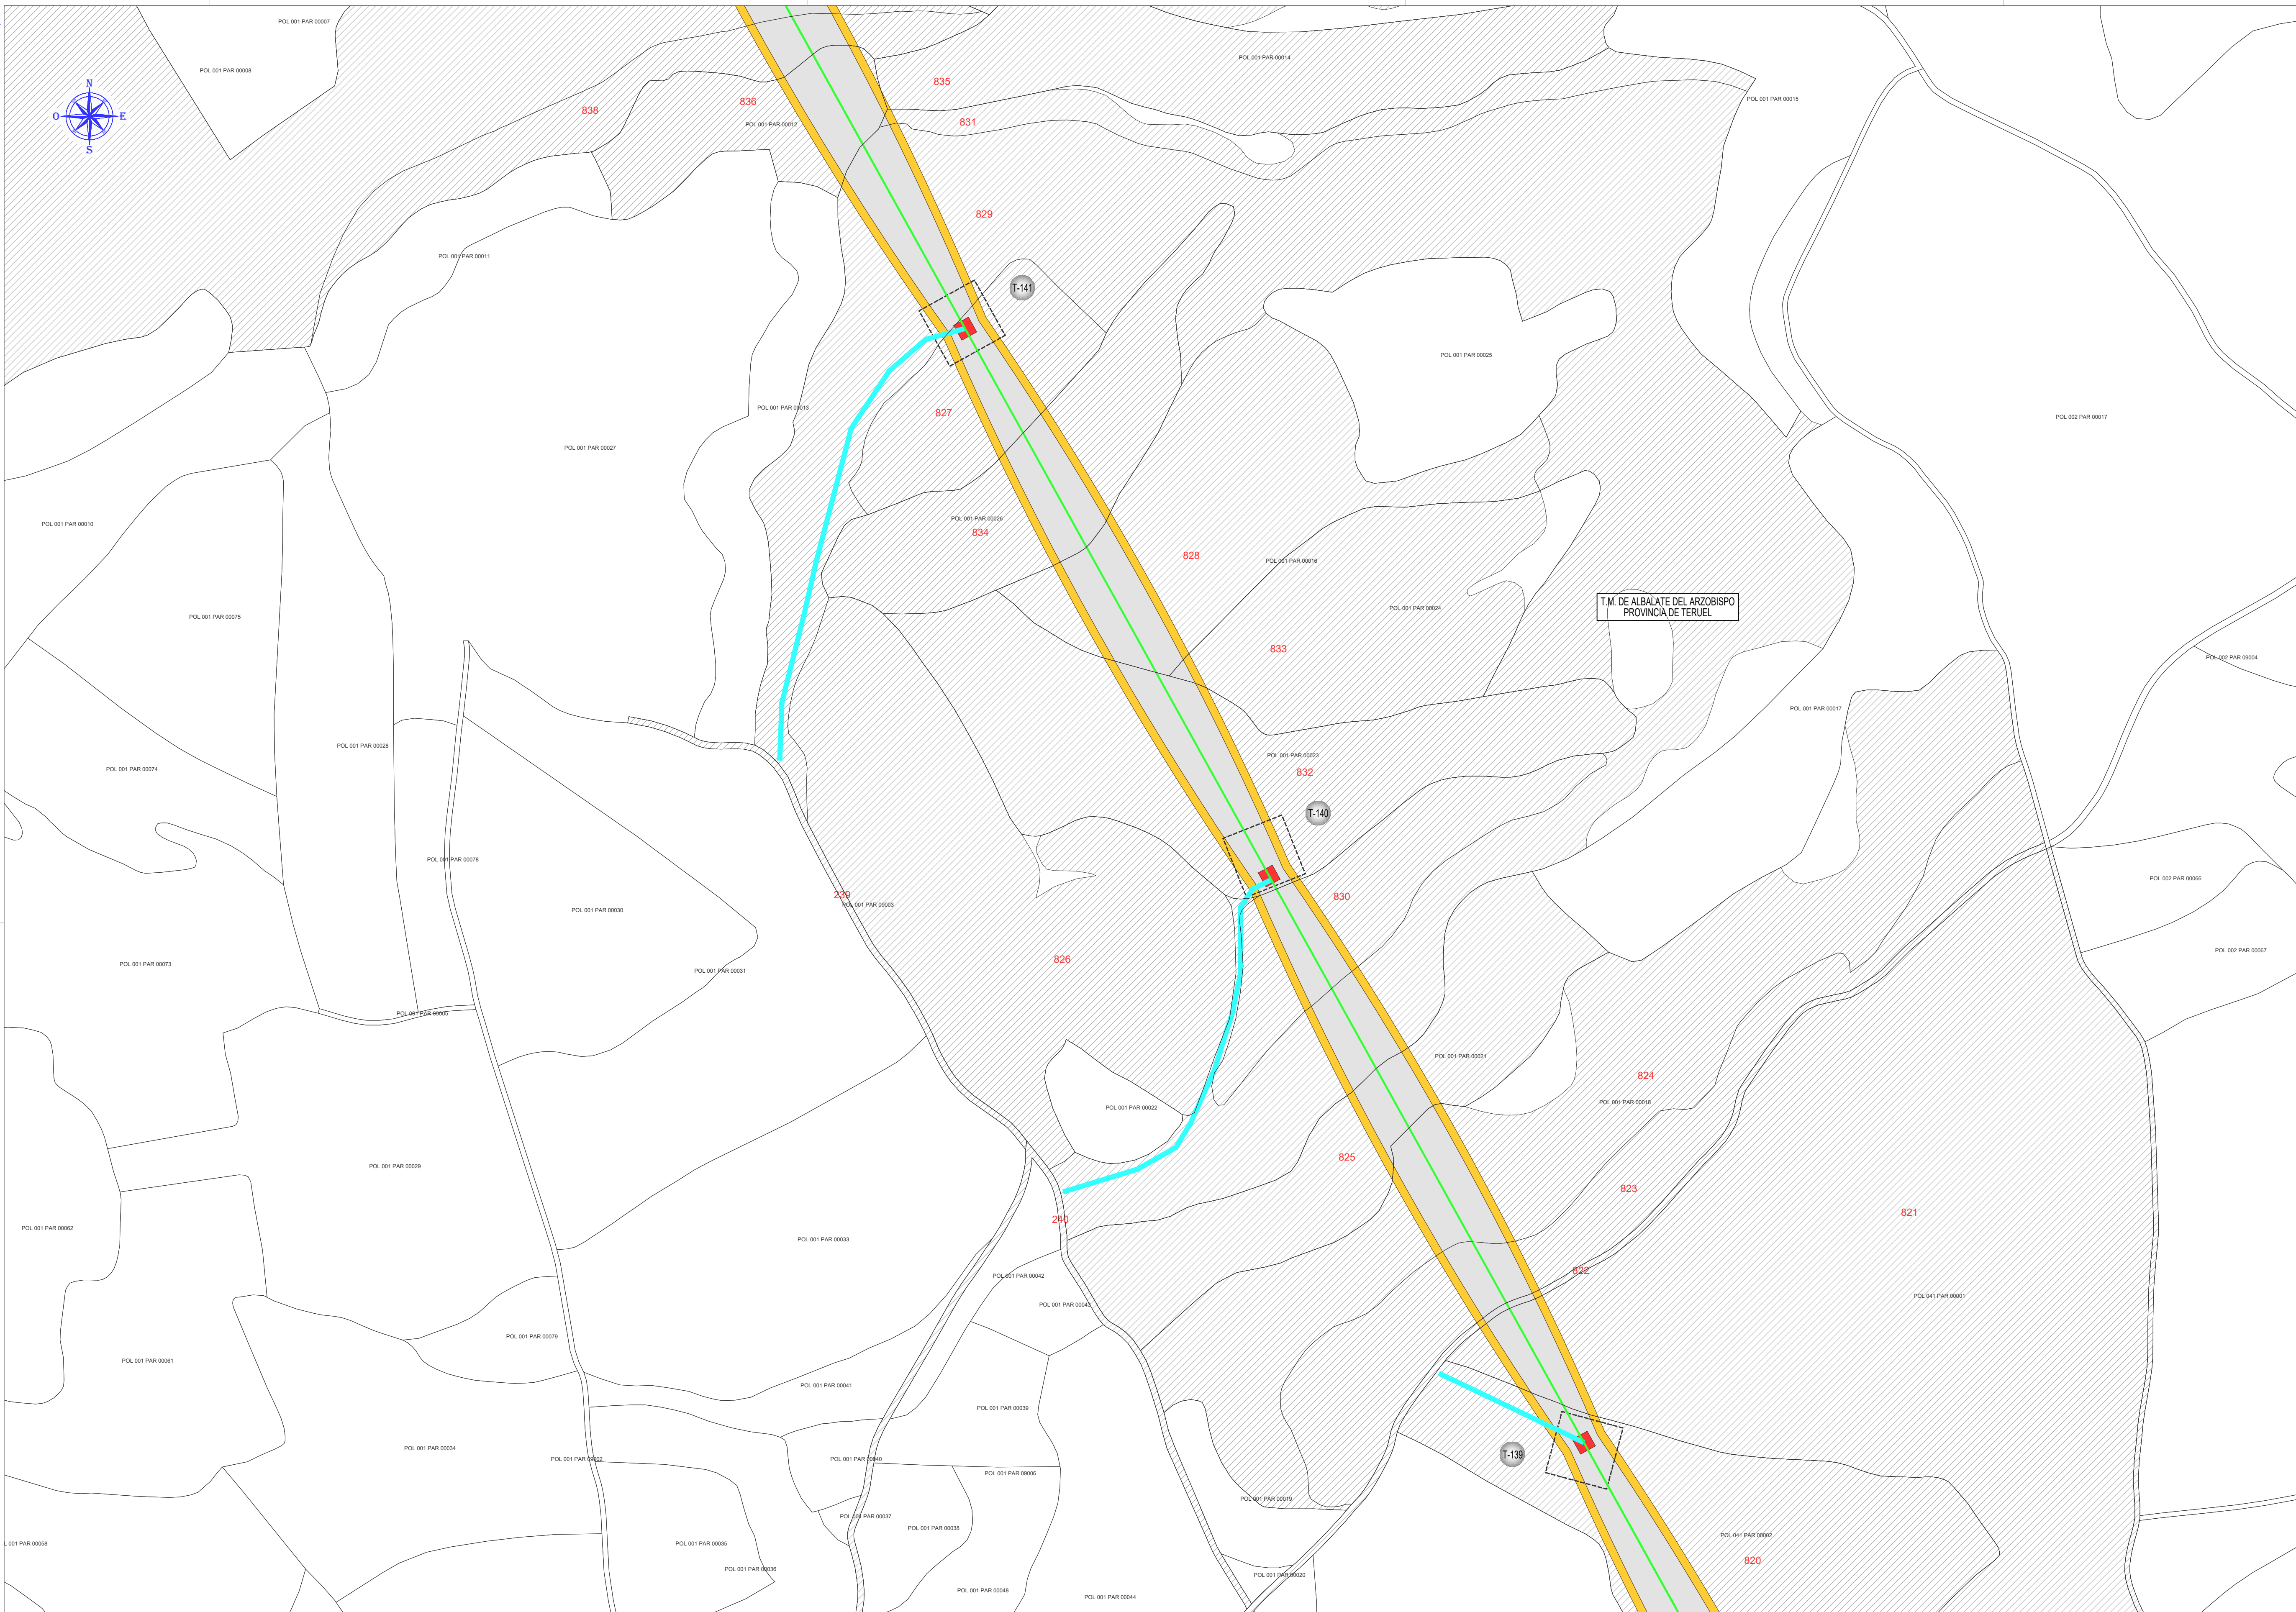 POL 001 PAR 00007
POL 001 PAR 00008
POL 001 PAR 00014
N
O
E
S
835
836
838
831
POL 001 PAR 00012
POL 001 PAR 00015
829
POL 001 PAR 00011
T-141
POL 001 PAR 00025
827
POL 001 PAR 00013
POL 002 PAR 00017
POL 001 PAR 00027
POL 001 PAR 00010
POL 001 PAR 00026
834
828
POL 001 PAR 00016
T.M. DE ALBALATE DEL ARZOBISPO
PROVINCIA DE TERUEL
POL 001 PAR 00024
POL 001 PAR 00075
833
POL 002 PAR 09004
POL 001 PAR 00017
POL 001 PAR 00028
POL 001 PAR 00023
832
POL 001 PAR 00074
T-140
POL 001 PAR 00078
POL 002 PAR 00066
239
830
POL 001 PAR 09003
POL 001 PAR 00030
POL 002 PAR 00067
826
POL 001 PAR 00073
POL 001 PAR 00031
POL 001 PAR 09005
POL 001 PAR 00021
824
POL 001 PAR 00018
POL 001 PAR 00022
825
POL 001 PAR 00029
823
821
240
POL 001 PAR 00062
POL 001 PAR 00033
822
POL 001 PAR 00042
POL 041 PAR 00001
POL 001 PAR 00043
POL 001 PAR 00079
POL 001 PAR 00061
POL 001 PAR 00041
POL 001 PAR 00039
POL 001 PAR 00034
T-139
POL 001 PAR 09002
POL 001 PAR 00040
POL 001 PAR 09006
POL 001 PAR 00019
POL 001 PAR 00037
POL 001 PAR 00038
POL 041 PAR 00002
L 001 PAR 00058
POL 001 PAR 00035
820
POL 001 PAR 00036
POL 001 PAR 00020
POL 001 PAR 00048
POL 001 PAR 00044